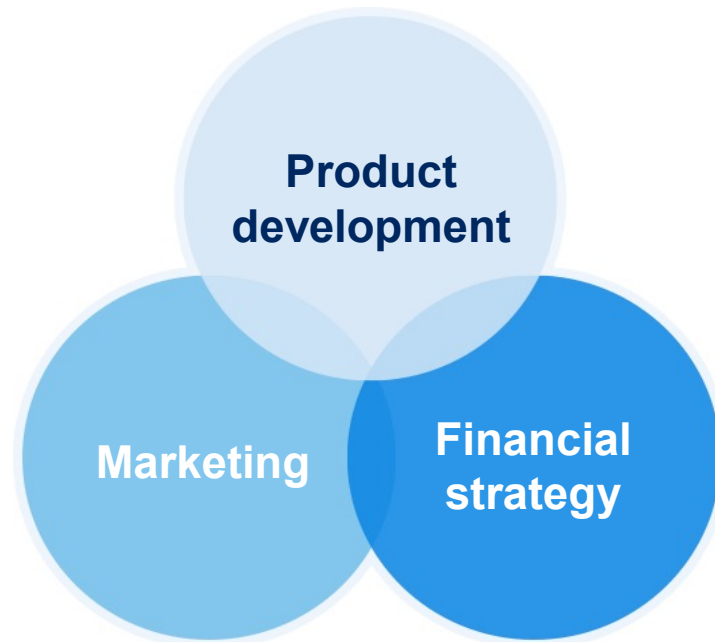 Product
development
Marketing
Financial
strategy